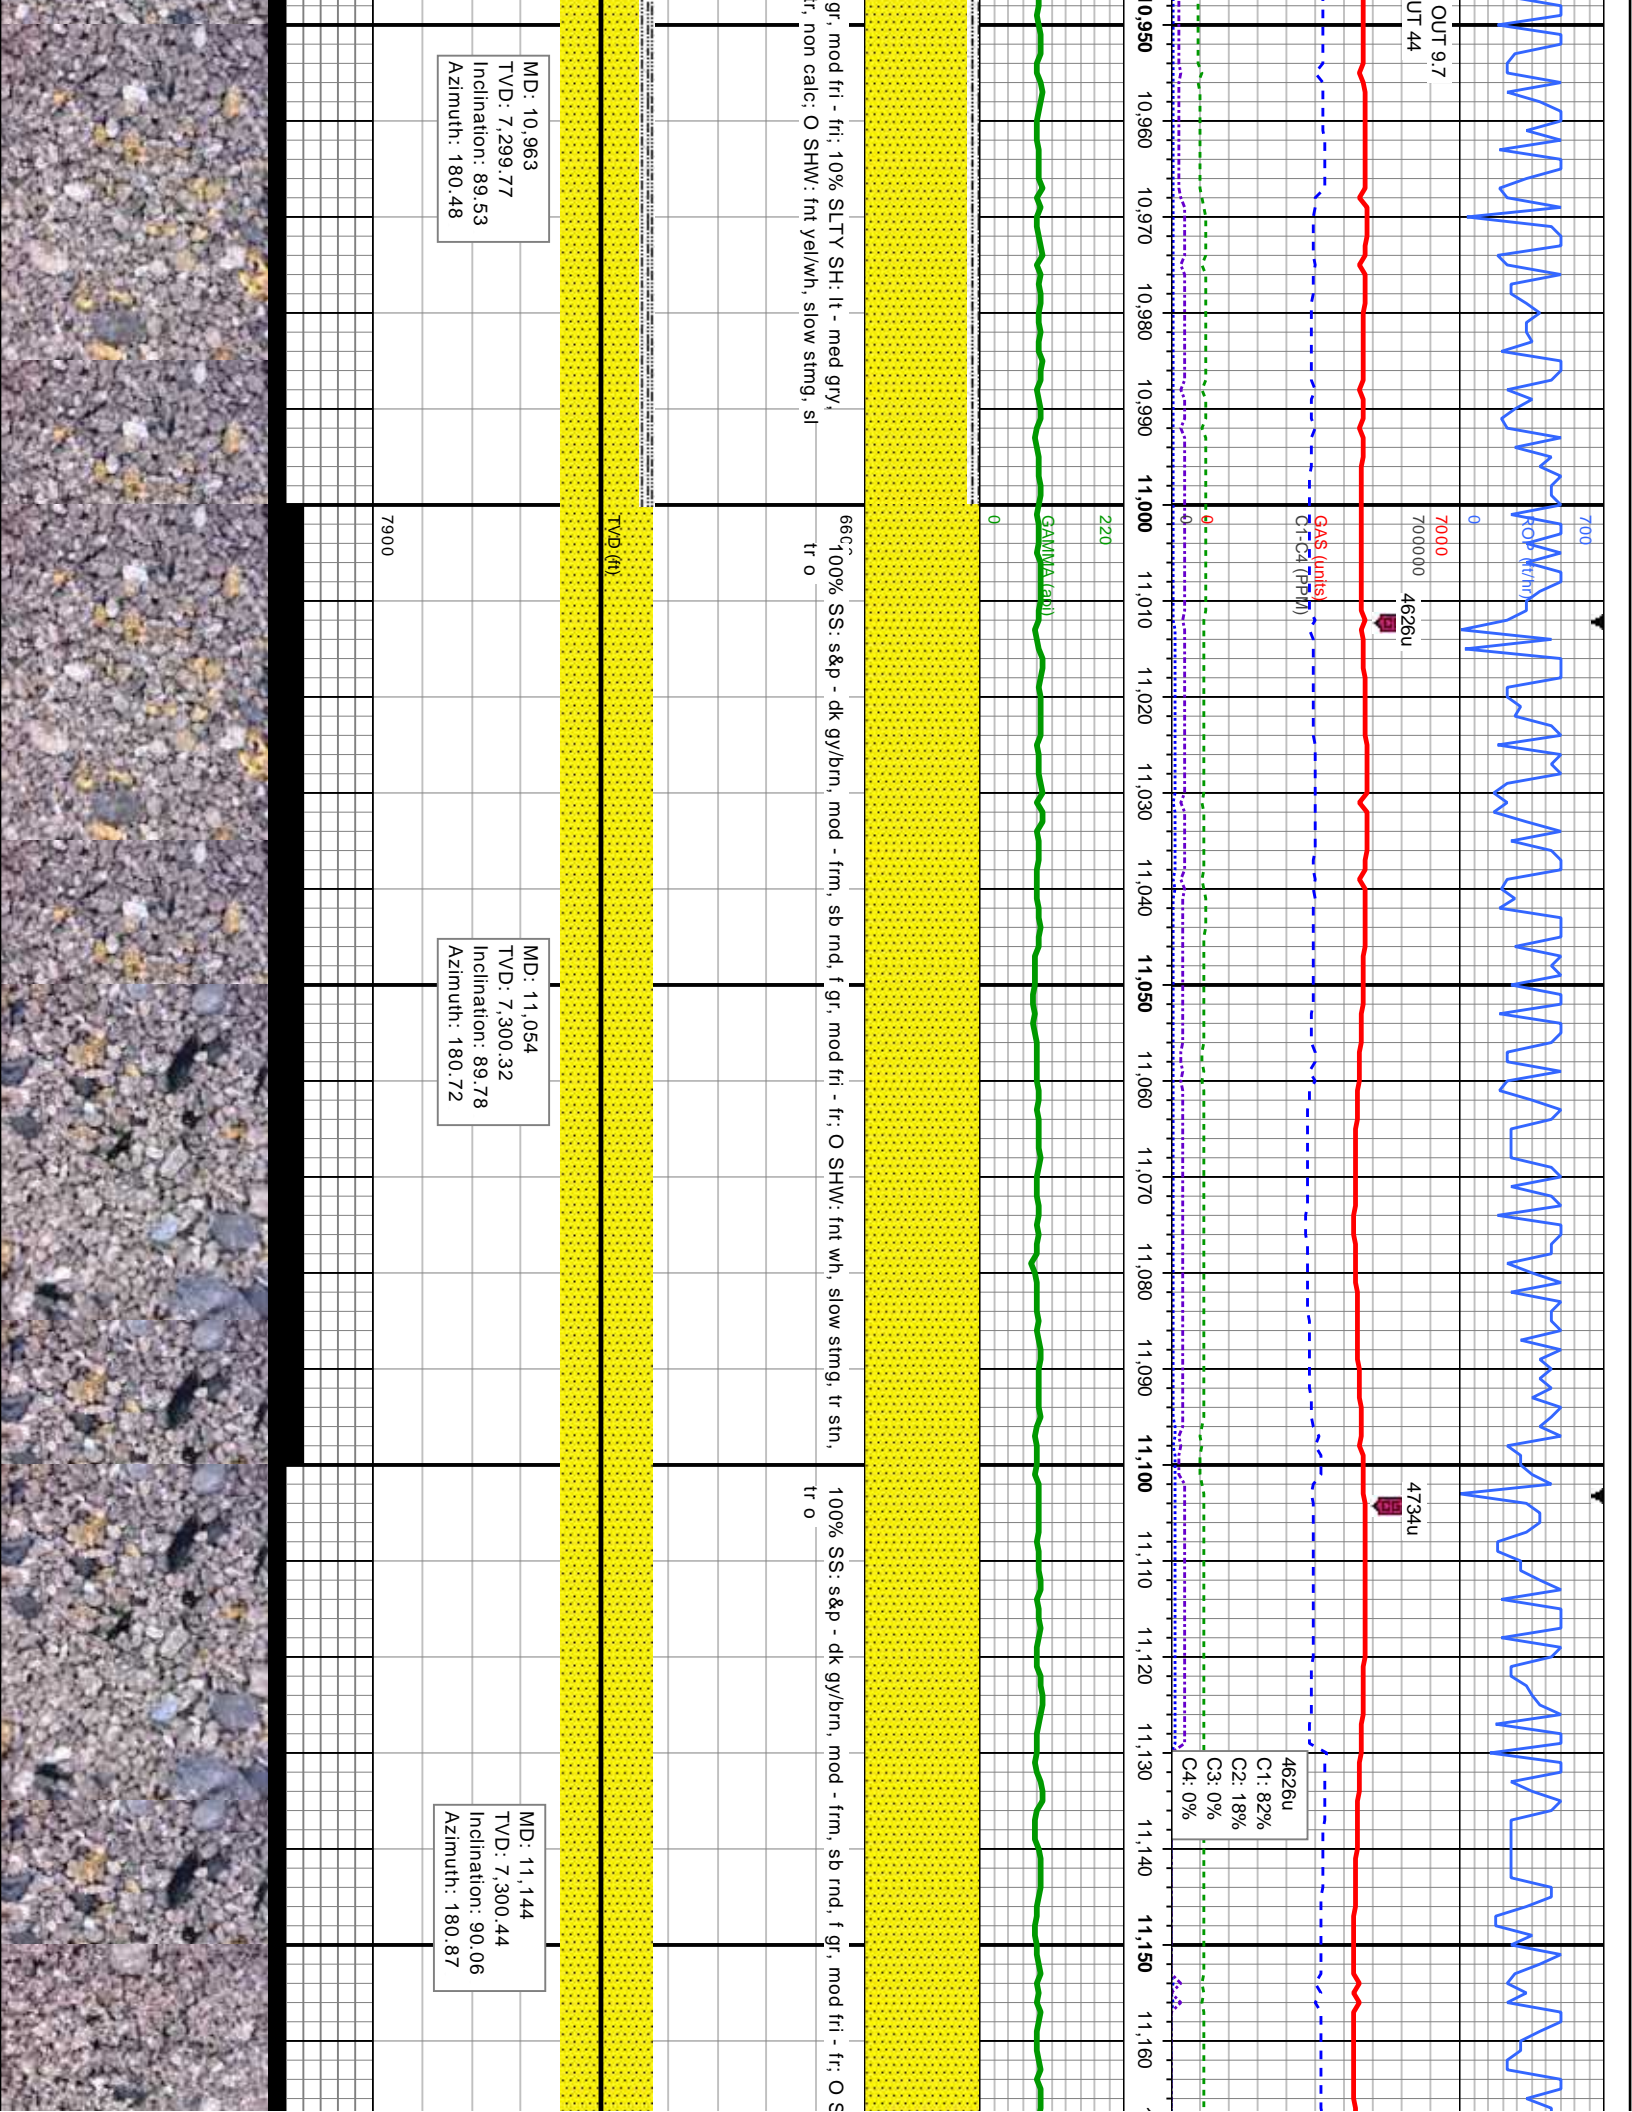 OUT 9.7
UT 44
700
ROP (ft/hr)
0
7000
700000
GAS (units)
C1-C4 (PPM)
0
0
4626u
4734u
4626u
C1: 82%
C2: 18%
C3: 0%
C4: 0%
10,950
10,960
10,970
10,980
10,990
11,000
11,010
11,020
11,030
11,040
11,050
11,060
11,070
11,080
11,090
11,100
11,110
11,120
11,130
11,140
11,150
11,160
220
GAMMA (api)
0
gr, mod fri - fri; 10% SLTY SH: lt - med gry,
r, non calc; O SHW: fnt yel/wh, slow stmg, sl
100% SS: s&p - dk gy/brn, mod - frm, sb rnd, f gr, mod fri - fr; O SHW: fnt wh, slow stmg, tr stn,
tr o
100% SS: s&p - dk gy/brn, mod - frm, sb rnd, f gr, mod fri - fr; O S
tr o
TVD (ft)
7900
MD: 10,963
TVD: 7,299.77
Inclination: 89.53
Azimuth: 180.48
MD: 11,054
TVD: 7,300.32
Inclination: 89.78
Azimuth: 180.72
MD: 11,144
TVD: 7,300.44
Inclination: 90.06
Azimuth: 180.87